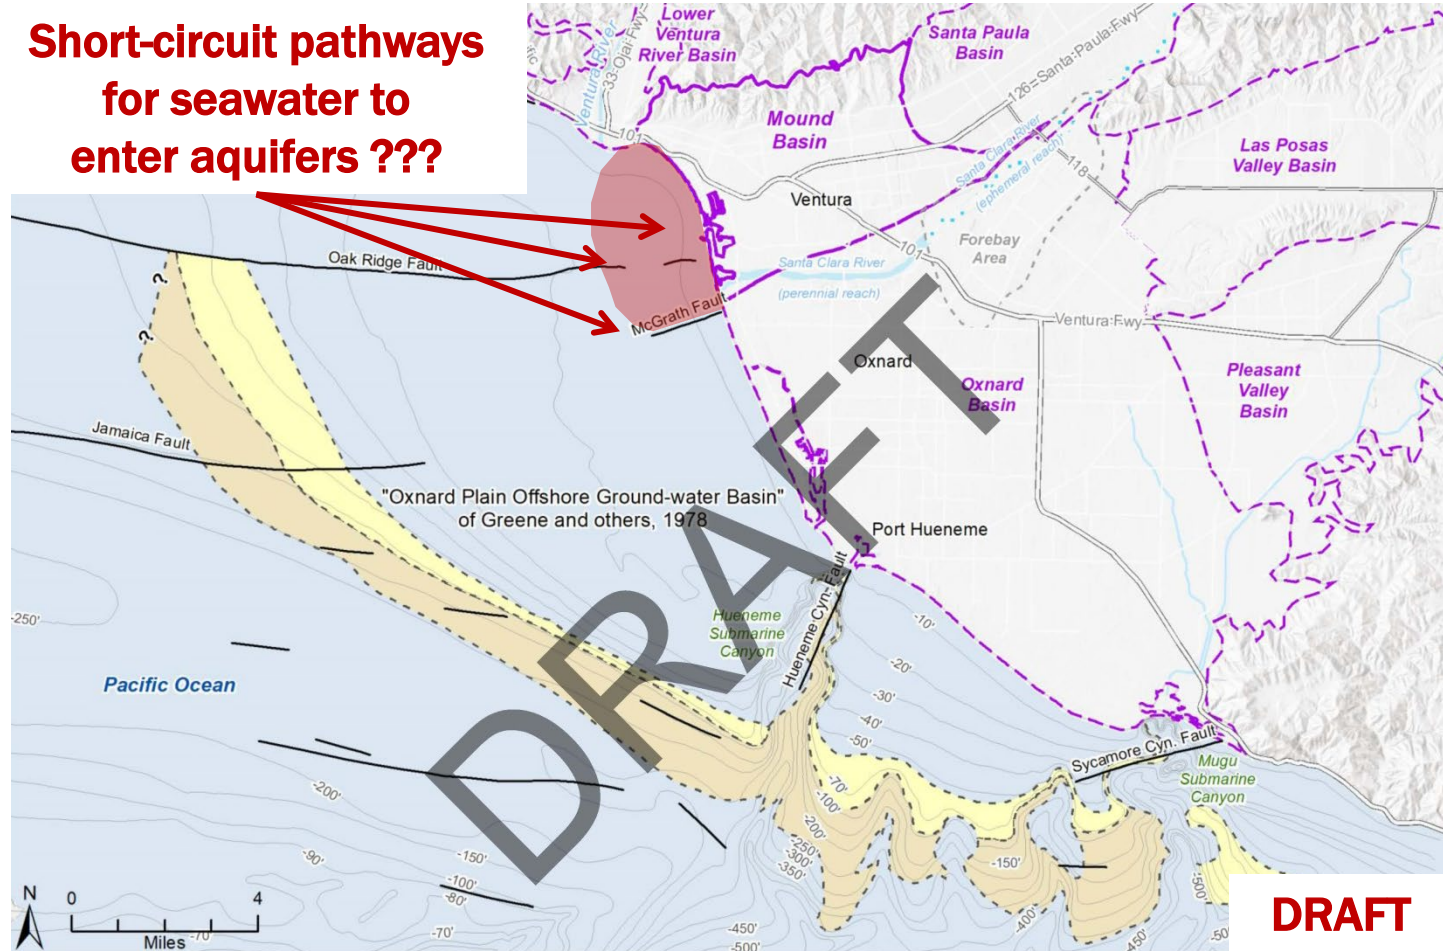 Short-circuit pathways
for seawater to
enter aquifers ???
Lower
Ventura
River Basin
Santa Paula
Basin
Ventura River
33-Ojai Fwy
126=Santa-Paula-Fwy
Mound
Basin
101
Santa Clara River
(ephemeral reach)
118
Las Posas
Valley Basin
Ventura
Forebay
Area
101
Oak Ridge Fault
Santa Clara River
(perennial reach)
?
McGrath Fault
Ventura Fwy
?
Oxnard
Oxnard
Basin
Pleasant
Valley
Basin
Jamaica Fault
"Oxnard Plain Offshore Ground-water Basin"
of Greene and others, 1978
Port Hueneme
DRAFT
-250'
Hueneme
Submarine
Canyon
Hueneme Cyn. Fault
-10'
-20'
-30'
-40'
-50'
Pacific Ocean
Sycamore Cyn. Fault
Mugu
Submarine
Canyon
-70'
-100'
-200'
-250'
-300'
-350'
-200'
-90'
-150'
-100'
-80'
-150'
-500'
-400'
-450'
-450'
-500'
-70'
-70'
-50
N
0
4
Miles
DRAFT